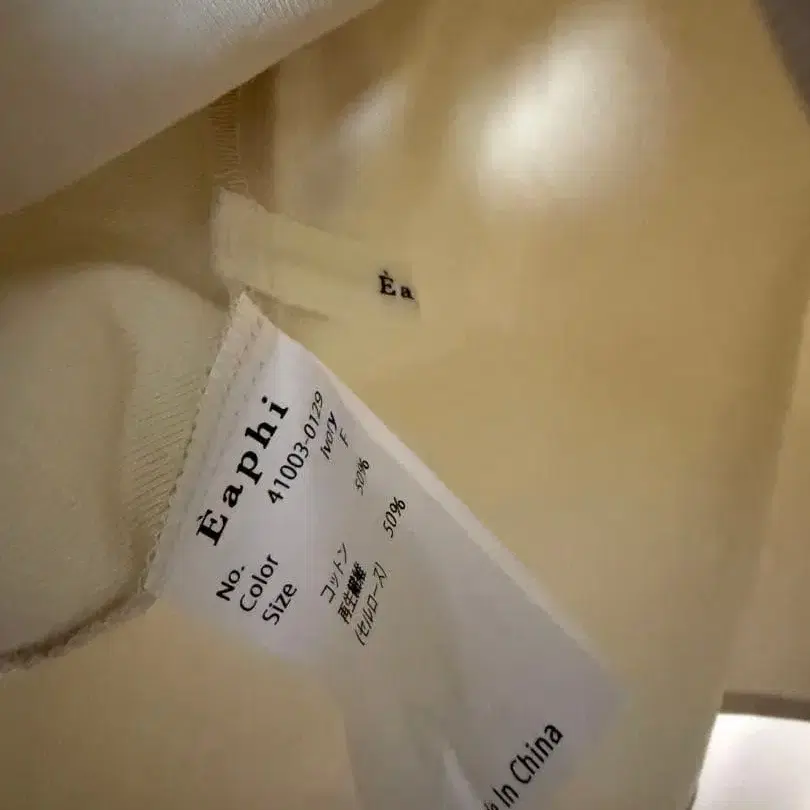 Èa
Èaphi
No. 41003-0129
Color Ivory
Size F
コットン 50%
再生繊維 50%
(セルロース)
In China